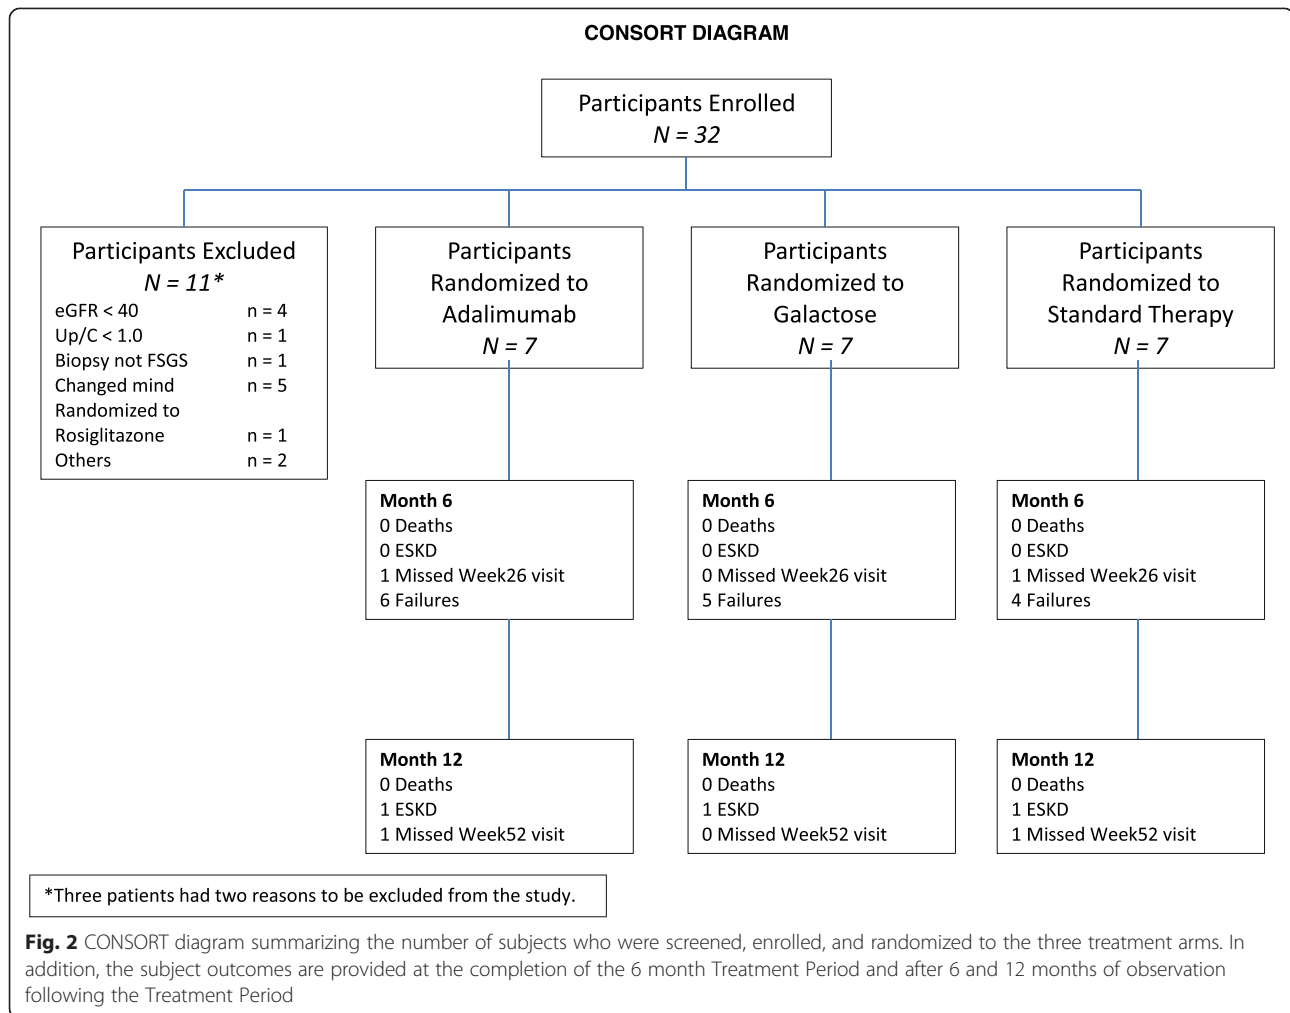 CONSORT DIAGRAM
Participants Enrolled
N = 32
Participants Excluded
N = 11*
eGFR < 40 n = 4
Up/C < 1.0 n = 1
Biopsy not FSGS n = 1
Changed mind n = 5
Randomized to
Rosiglitazone n = 1
Others n = 2
Participants
Randomized to
Adalimumab
N = 7
Participants
Randomized to
Galactose
N = 7
Participants
Randomized to
Standard Therapy
N = 7
Month 6
0 Deaths
0 ESKD
1 Missed Week26 visit
6 Failures
Month 6
0 Deaths
0 ESKD
0 Missed Week26 visit
5 Failures
Month 6
0 Deaths
0 ESKD
1 Missed Week26 visit
4 Failures
Month 12
0 Deaths
1 ESKD
1 Missed Week52 visit
Month 12
0 Deaths
1 ESKD
0 Missed Week52 visit
Month 12
0 Deaths
1 ESKD
1 Missed Week52 visit
*Three patients had two reasons to be excluded from the study.
Fig. 2 CONSORT diagram summarizing the number of subjects who were screened, enrolled, and randomized to the three treatment arms. In
addition, the subject outcomes are provided at the completion of the 6 month Treatment Period and after 6 and 12 months of observation
following the Treatment Period